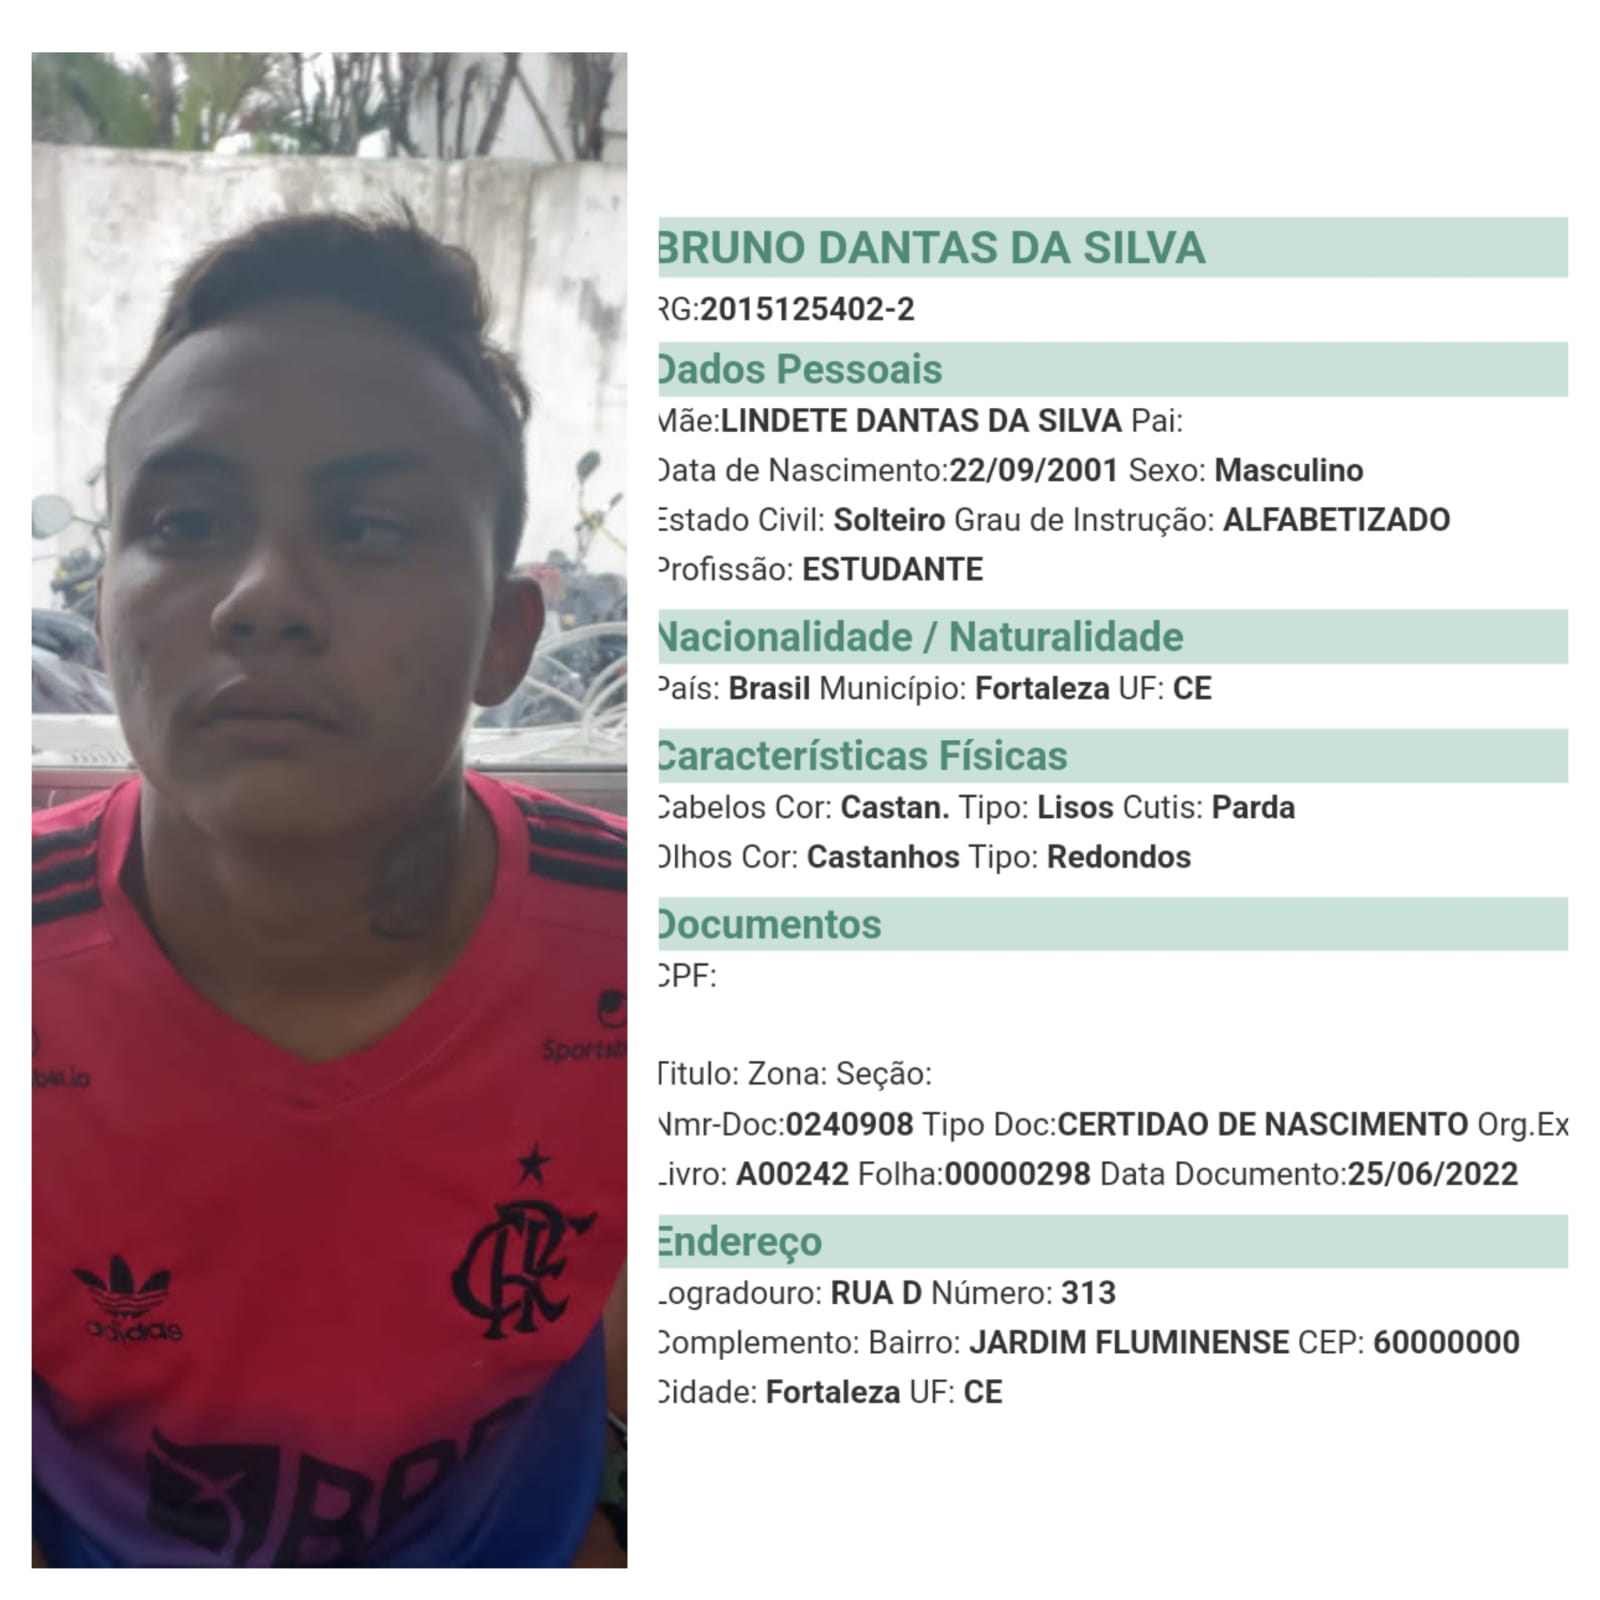 BRUNO DANTAS DA SILVA
RG:2015125402-2
Dados Pessoais
Mãe:LINDETE DANTAS DA SILVA Pai:
Data de Nascimento:22/09/2001 Sexo: Masculino
Estado Civil: Solteiro Grau de Instrução: ALFABETIZADO
Profissão: ESTUDANTE
Nacionalidade / Naturalidade
País: Brasil Município: Fortaleza UF: CE
Características Físicas
Cabelos Cor: Castan. Tipo: Lisos Cutis: Parda
Olhos Cor: Castanhos Tipo: Redondos
Documentos
CPF:
Titulo: Zona: Seção:
Nmr-Doc:0240908 Tipo Doc:CERTIDAO DE NASCIMENTO Org.Ex
Livro: A00242 Folha:00000298 Data Documento:25/06/2022
Endereço
Logradouro: RUA D Número: 313
Complemento: Bairro: JARDIM FLUMINENSE CEP: 60000000
Cidade: Fortaleza UF: CE
adidas